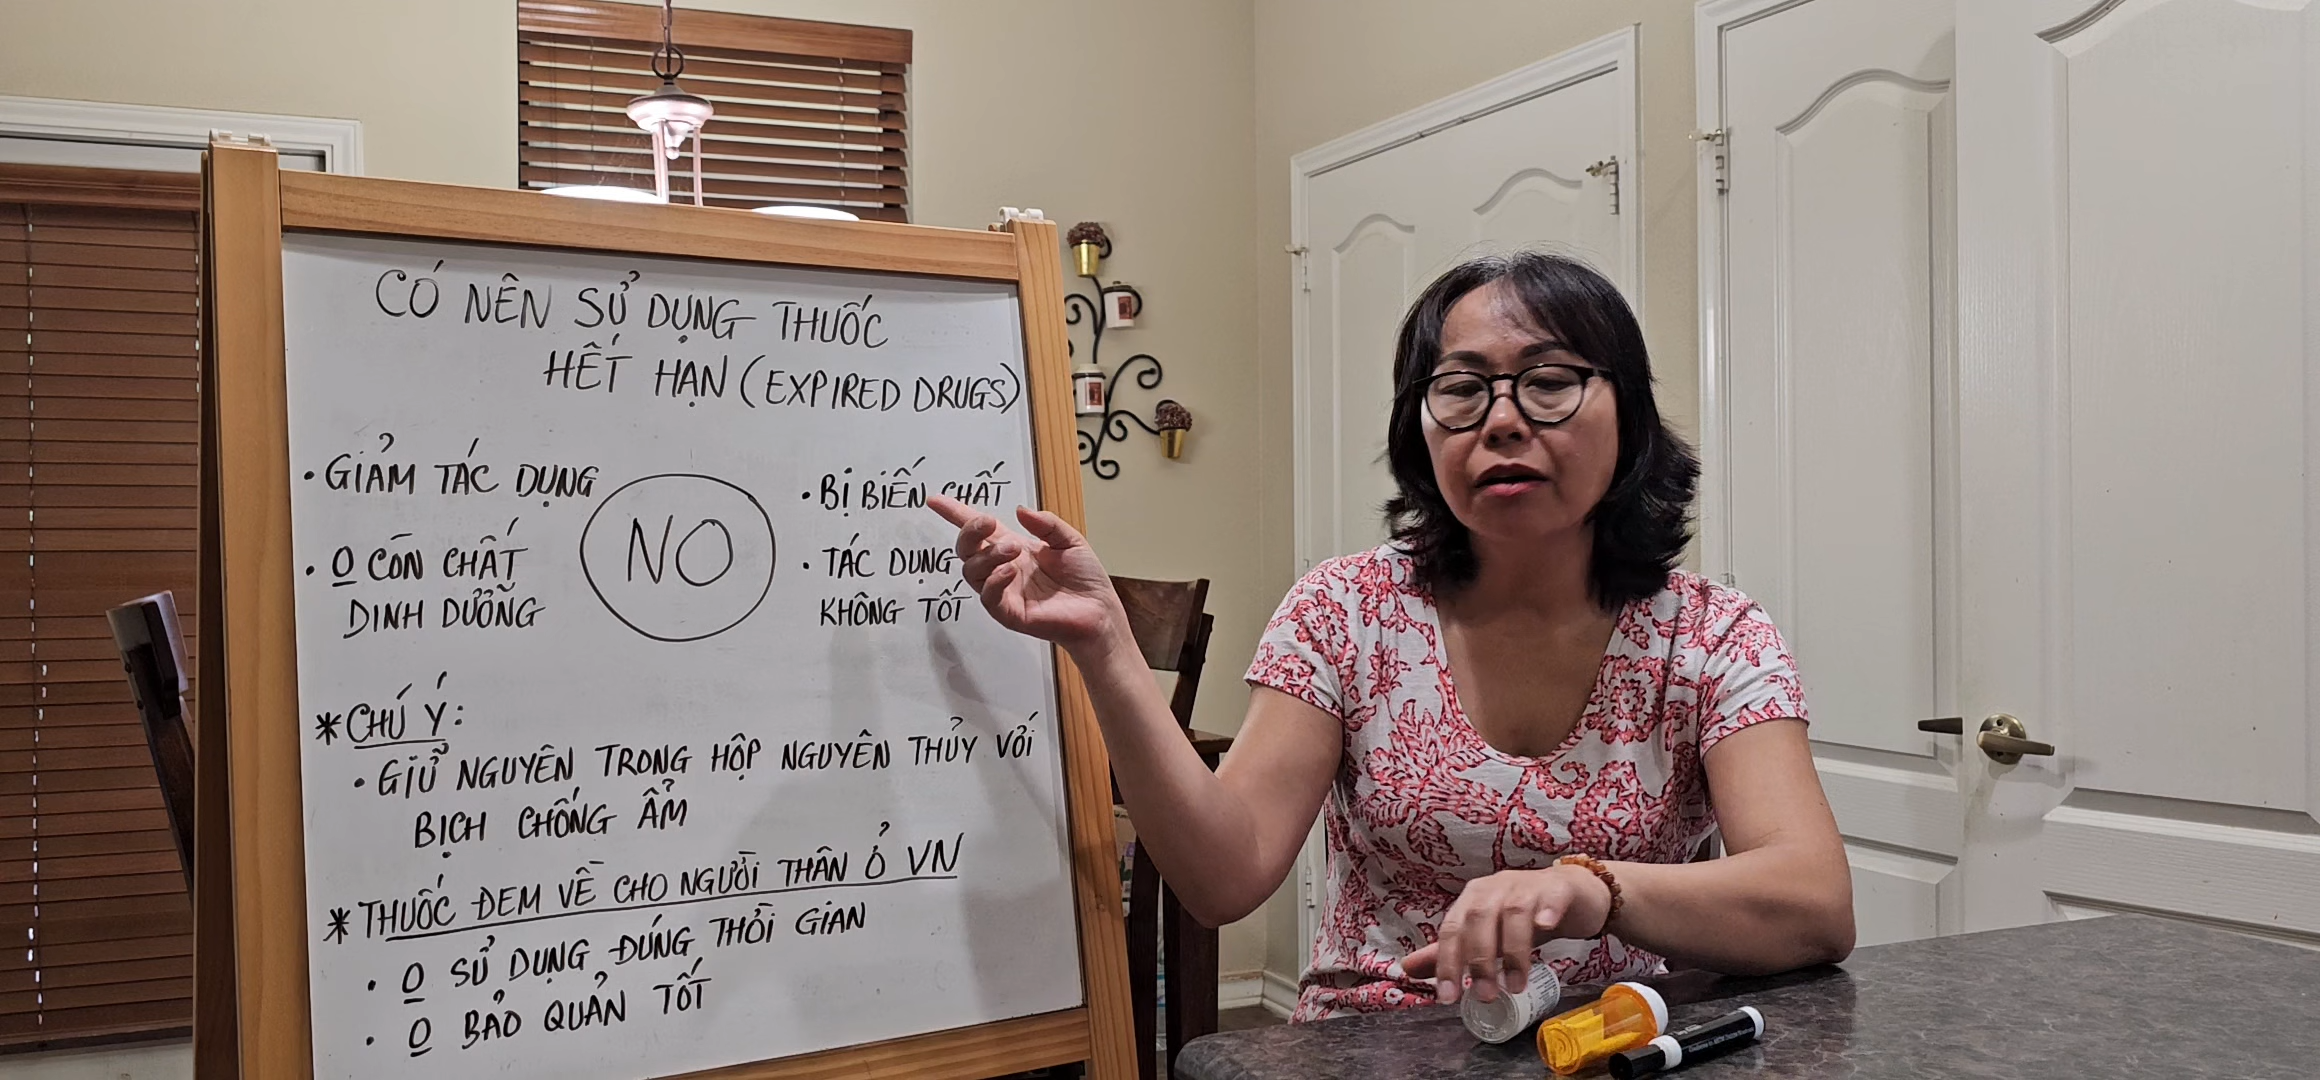 CÓ NÊN SỬ DỤNG THUỐC
HẾT HẠN (EXPIRED DRUGS)
• GIẢM TÁC DỤNG
• O CÒN CHẤT
DINH DƯỠNG
NO
• BỊ BIẾN CHẤT
• TÁC DỤNG
KHÔNG TỐT
* CHÚ Ý:
• GIỮ NGUYÊN TRONG HỘP NGUYÊN THỦY VỚI
BỊCH CHỐNG ẨM
* THUỐC ĐEM VỀ CHO NGƯỜI THÂN Ở VN
• O SỬ DỤNG ĐÚNG THỜI GIAN
• O BẢO QUẢN TỐT